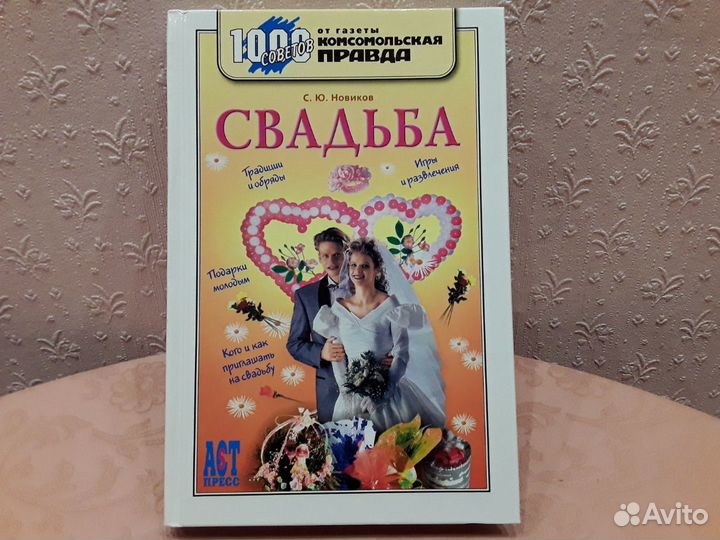 1000
СОВЕТОВ
от газеты
КОМСОМОЛЬСКАЯ
ПРАВДА
С. Ю. Новиков
СВАДЬБА
Традиции
и обряды
Игры
и развлечения
Подарки
молодым
Кого и как
приглашать
на свадьбу
АСТ
ПРЕСС
Avito